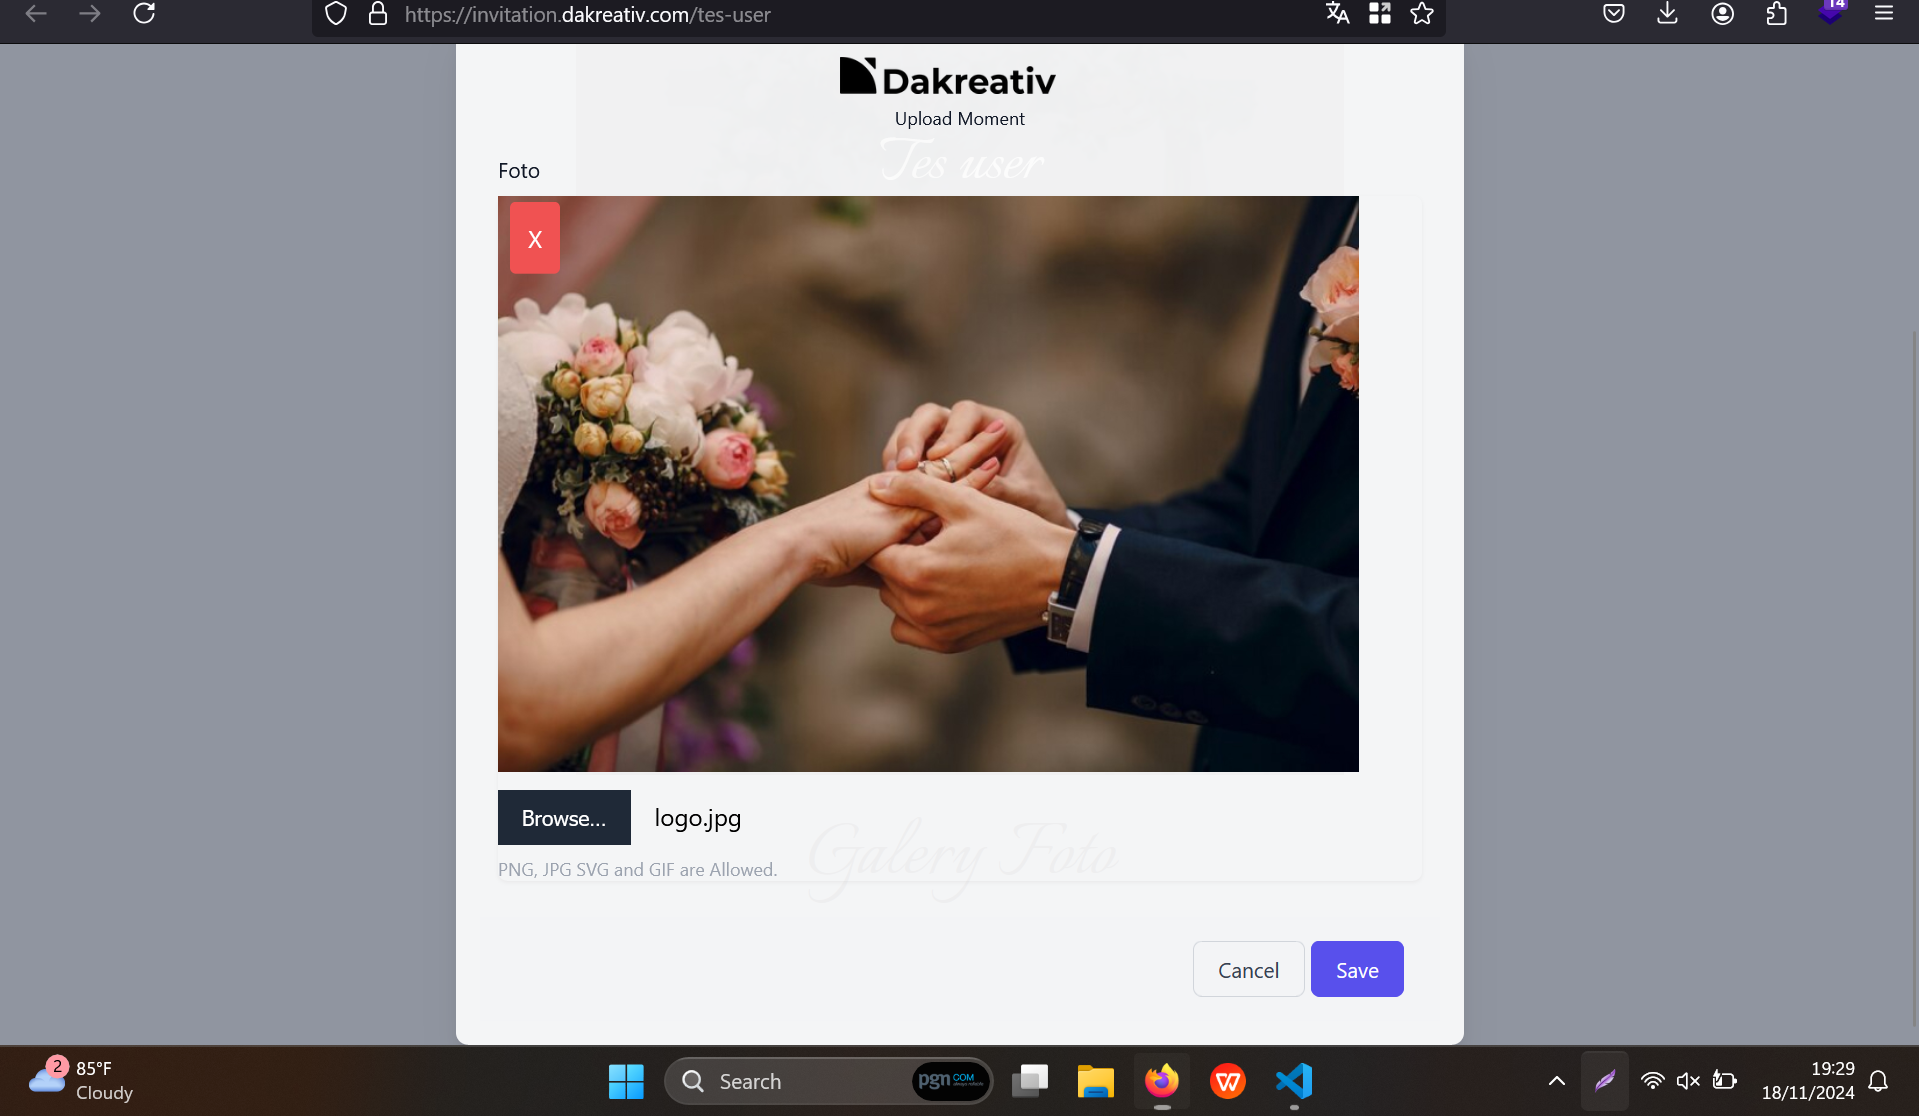 https://invitation.dakreativ.com/tes-user
14
Dakreativ
Upload Moment
Tes user
Foto
X
Browse...
logo.jpg
PNG, JPG SVG and GIF are Allowed.
Galery Foto
Cancel
Save
2
85°F
Cloudy
Search
pgn COM
19:29
18/11/2024